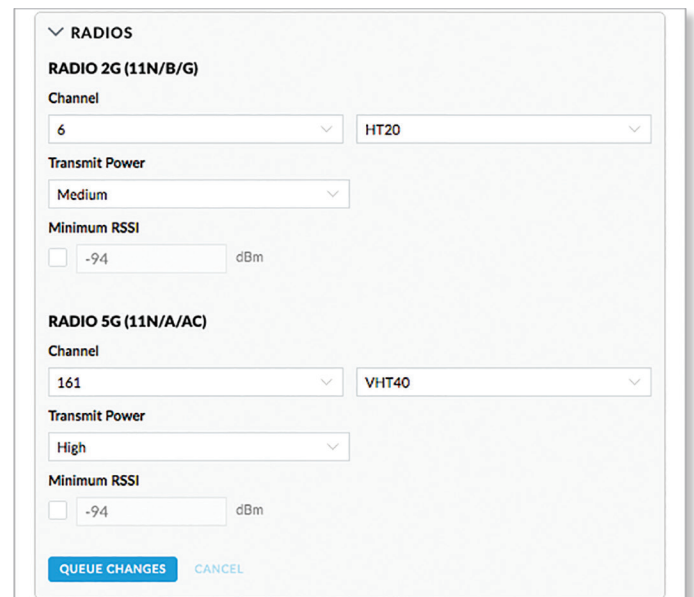 RADIOS
RADIO 2G (11N/B/G)
Channel
6 HT20
Transmit Power
Medium
Minimum RSSI
-94 dBm
RADIO 5G (11N/A/AC)
Channel
161 VHT40
Transmit Power
High
Minimum RSSI
-94 dBm
QUEUE CHANGES CANCEL